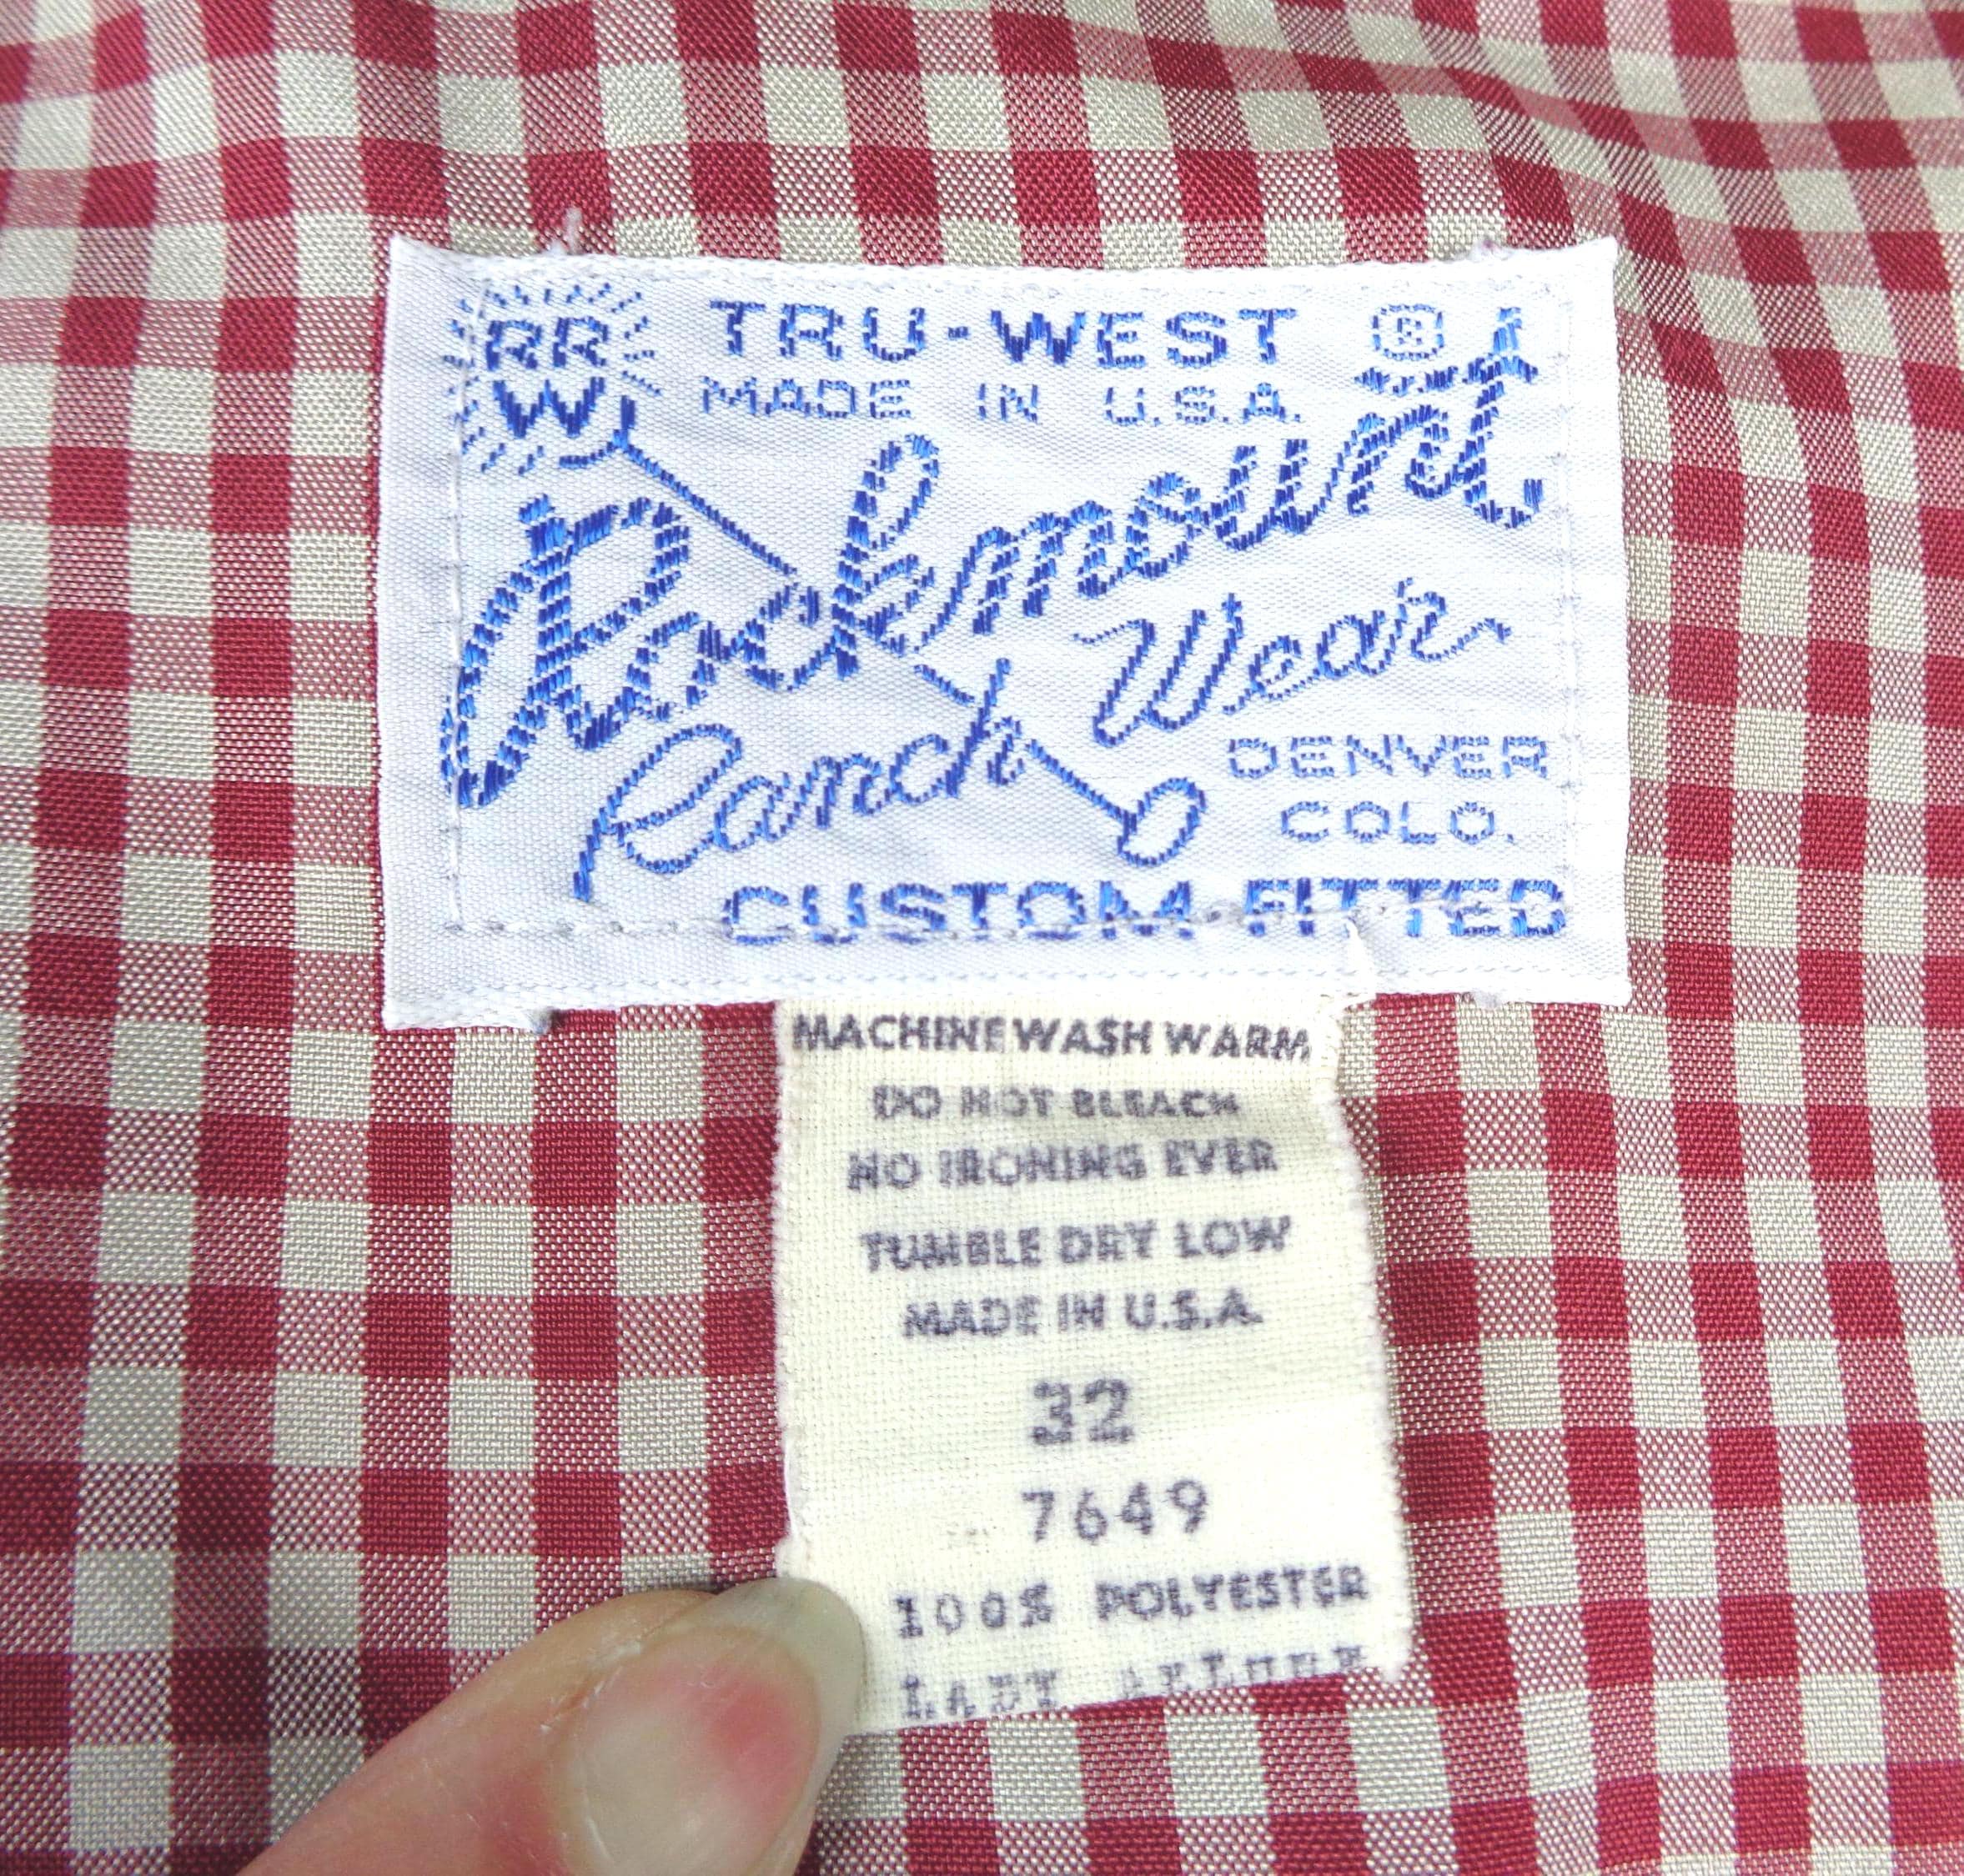 RR
W
TRU-WEST ®
MADE IN U.S.A.
Rockmount
Ranch Wear
DENVER
COLO.
CUSTOM-FITTED
MACHINE WASH WARM
DO NOT BLEACH
NO IRONING EVER
TUMBLE DRY LOW
MADE IN U.S.A.
32
7649
100% POLYESTER
LADY